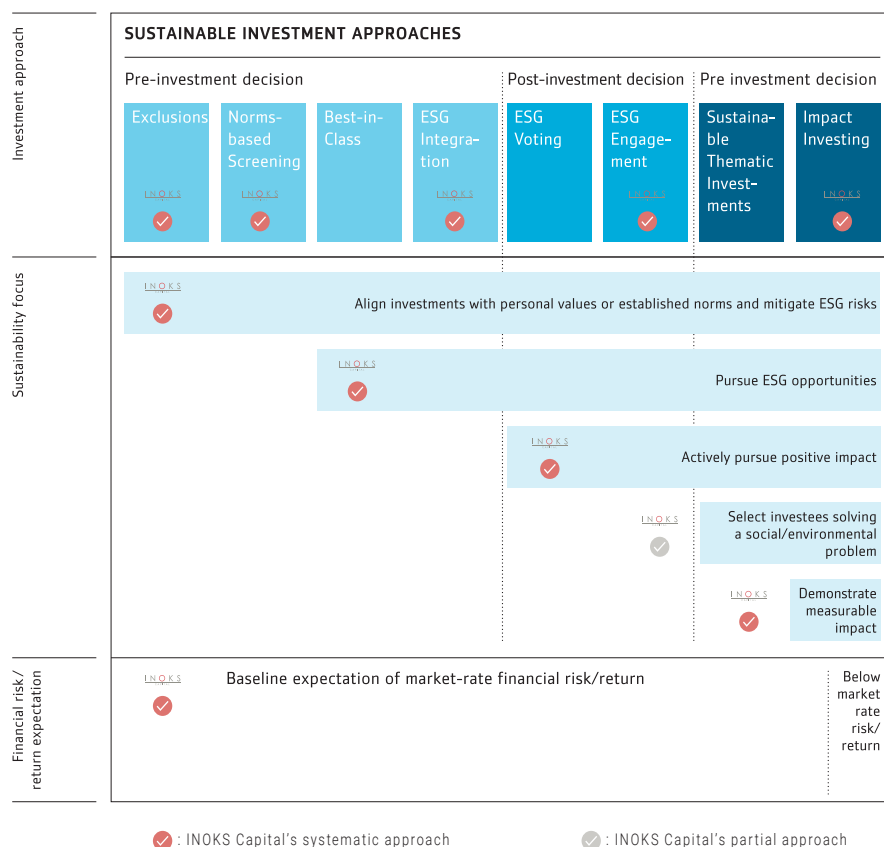 Investment approach
SUSTAINABLE INVESTMENT APPROACHES
Pre-investment decision
Post-investment decision
Pre investment decision
Exclusions
INOKS
Norms-
based
Screening
INOKS
Best-in-
Class
ESG
Integra-
tion
INOKS
ESG
Voting
ESG
Engage-
ment
INOKS
Sustaina-
ble
Thematic
Invest-
ments
Impact
Investing
INOKS
Sustainability focus
INOKS
Align investments with personal values or established norms and mitigate ESG risks
INOKS
Pursue ESG opportunities
INOKS
Actively pursue positive impact
INOKS
Select investees solving
a social/environmental
problem
INOKS
Demonstrate
measurable
impact
Financial risk/
return expectation
INOKS
Baseline expectation of market-rate financial risk/return
Below
market
rate
risk/
return
: INOKS Capital's systematic approach
: INOKS Capital's partial approach